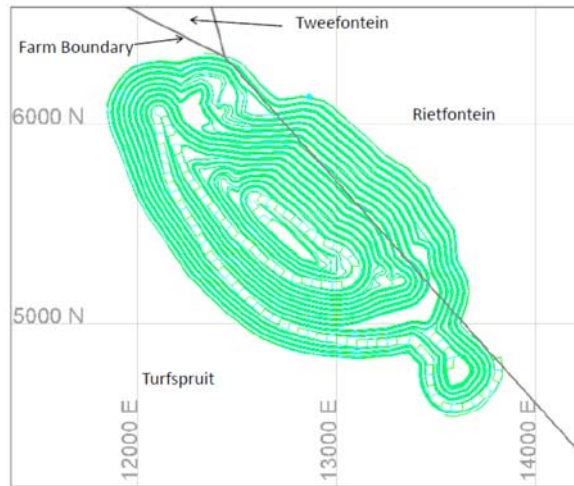 Tweefontein
Farm Boundary
Rietfontein
6000 N
5000 N
Turfspruit
12000 E
13000 E
14000 E